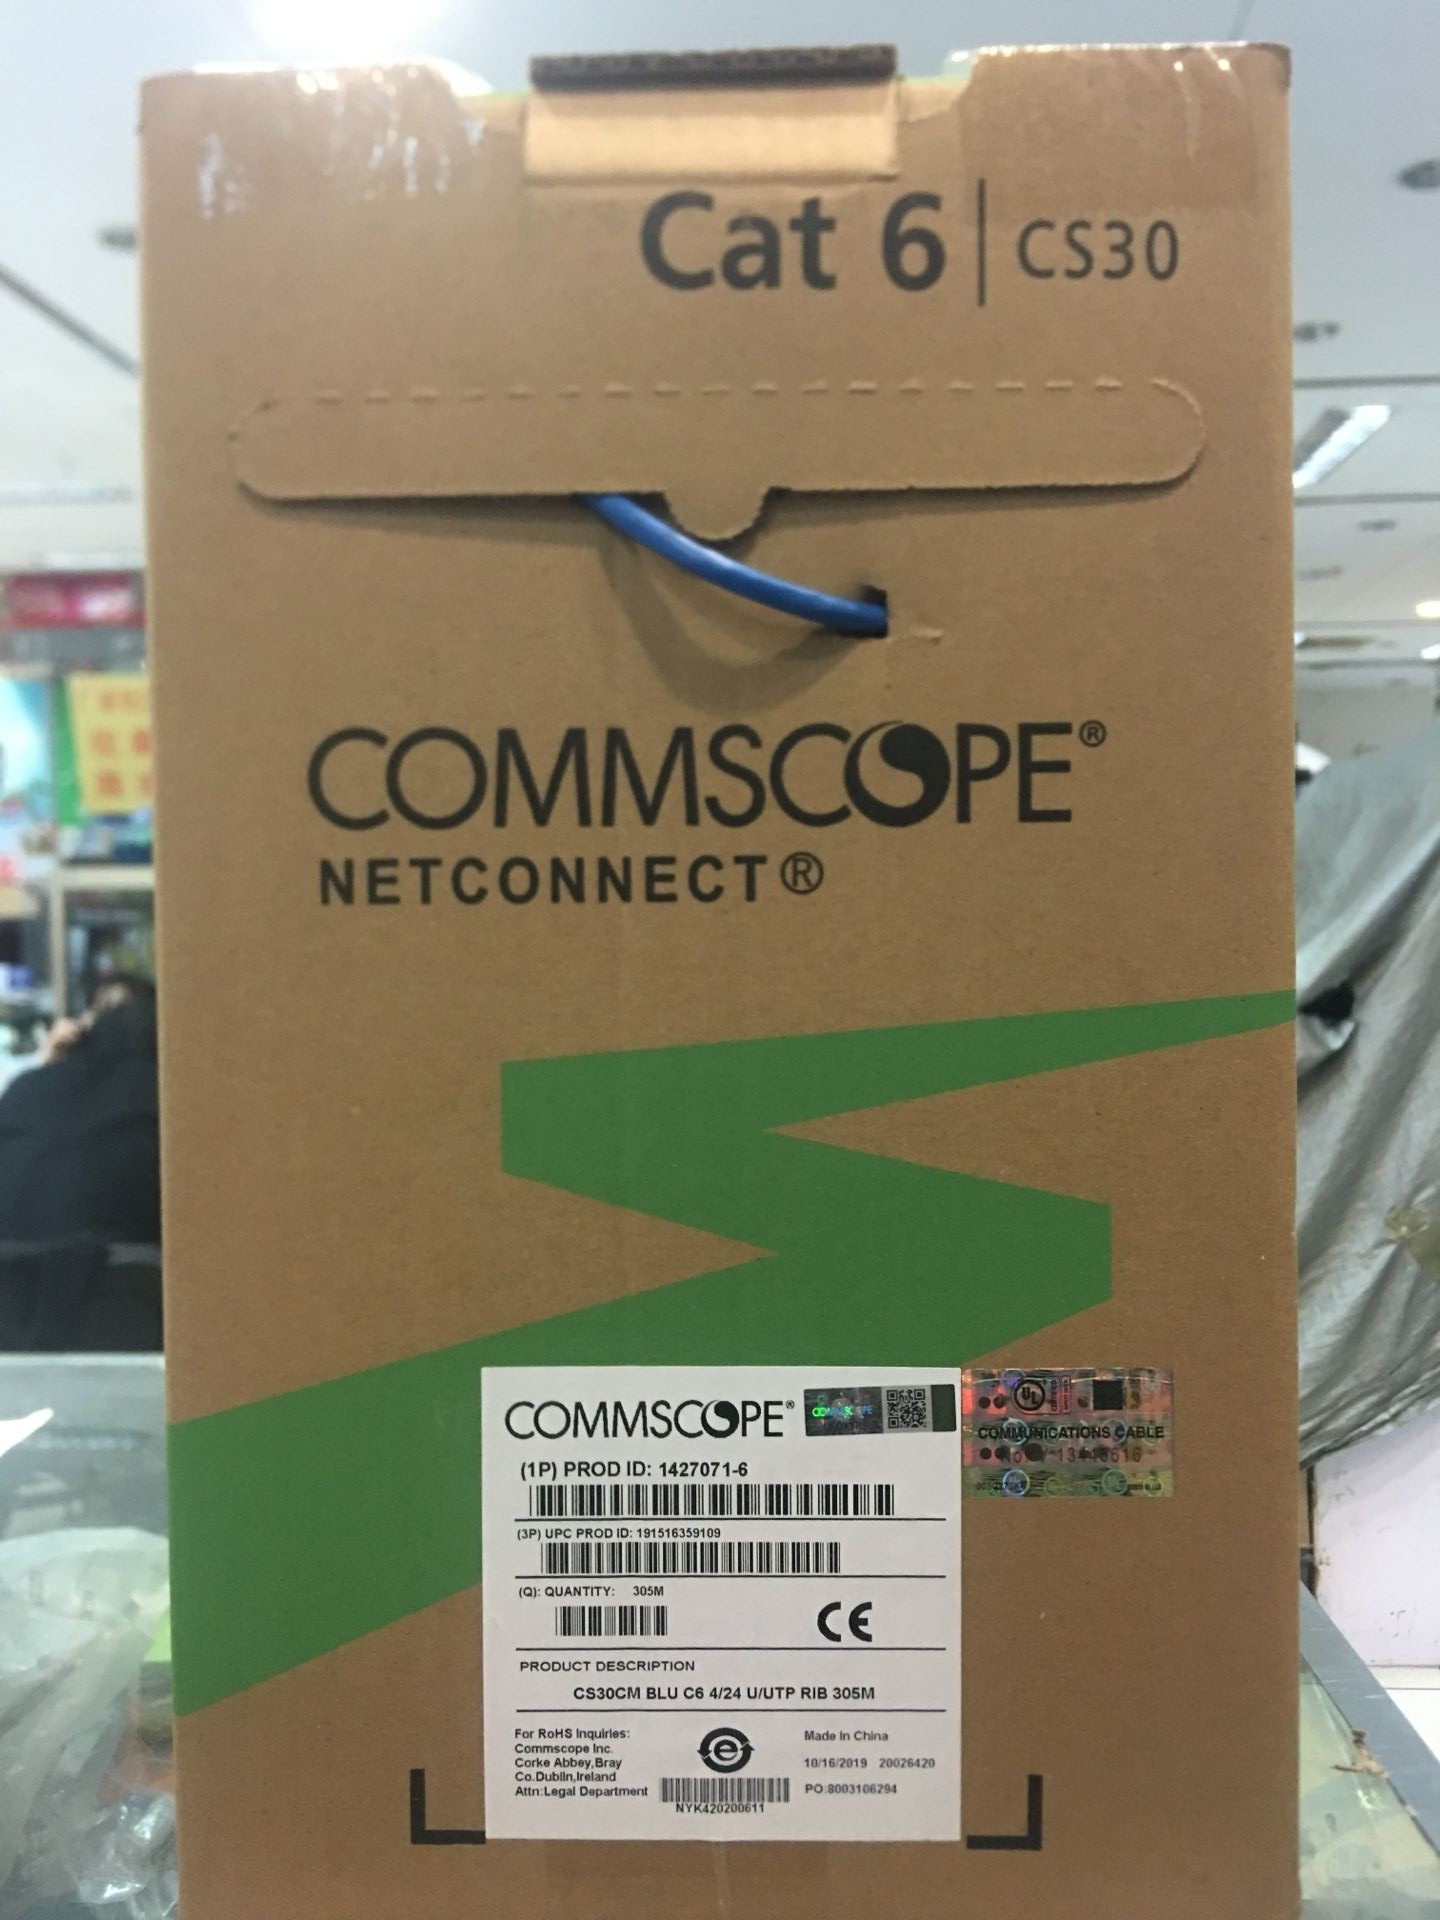 Cat 6 | CS30
COMMSCOPE®
NETCONNECT®
COMMSCOPE®
COMMSCOPE
(1P) PROD ID: 1427071-6
(3P) UPC PROD ID: 191516359109
(Q): QUANTITY: 305M
CE
PRODUCT DESCRIPTION
CS30CM BLU C6 4/24 U/UTP RIB 305M
For RoHS Inquiries:
Commscope Inc.
Corke Abbey,Bray
Co.Dublin,Ireland
Attn:Legal Department
e
NYK420200611
Made In China
10/16/2019 20026420
PO:8003106294
UL
COMMUNICATIONS CABLE